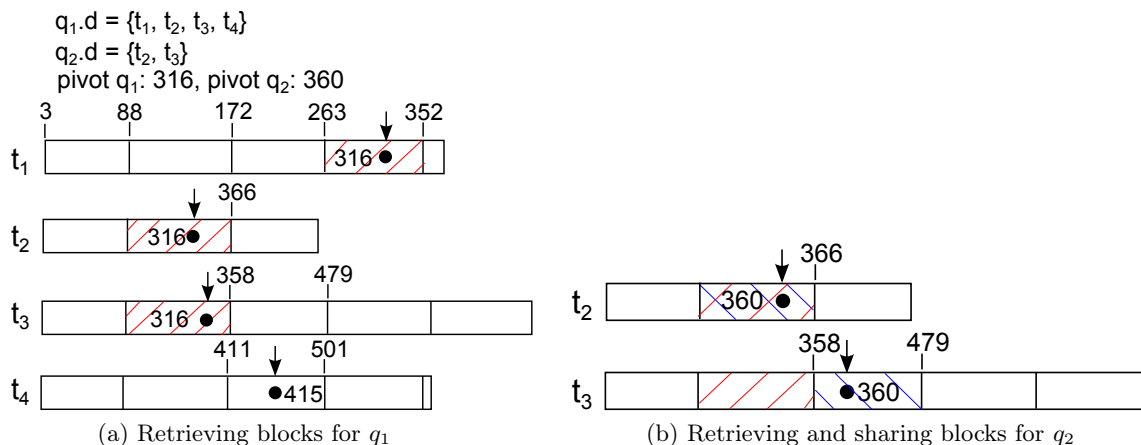 q1.d = {t1, t2, t3, t4}
q2.d = {t2, t3}
pivot q1: 316, pivot q2: 360
3 88 172 263 352
t1 316
366
t2 316
358 479
t3 316
411 501
t4 415
(a) Retrieving blocks for q1
366
t2 360
358 479
t3 360
(b) Retrieving and sharing blocks for q2